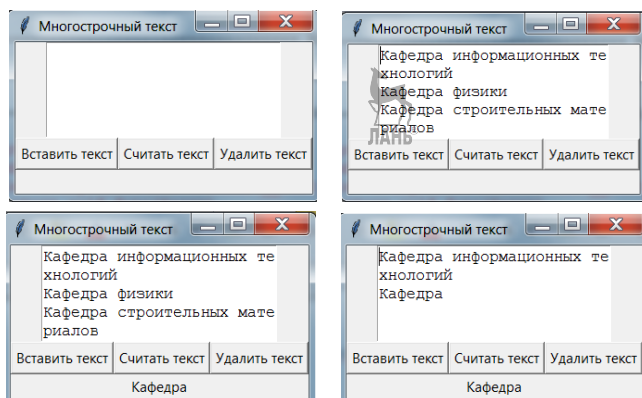 Многострочный текст
Вставить текст Считать текст Удалить текст
Многострочный текст
Кафедра информационных те
хнологий
Кафедра физики
Кафедра строительных мате
риалов
ЛАНЬ
Вставить текст Считать текст Удалить текст
Многострочный текст
Кафедра информационных те
хнологий
Кафедра физики
Кафедра строительных мате
риалов
Вставить текст Считать текст Удалить текст
Кафедра
Многострочный текст
Кафедра информационных те
хнологий
Кафедра
Вставить текст Считать текст Удалить текст
Кафедра